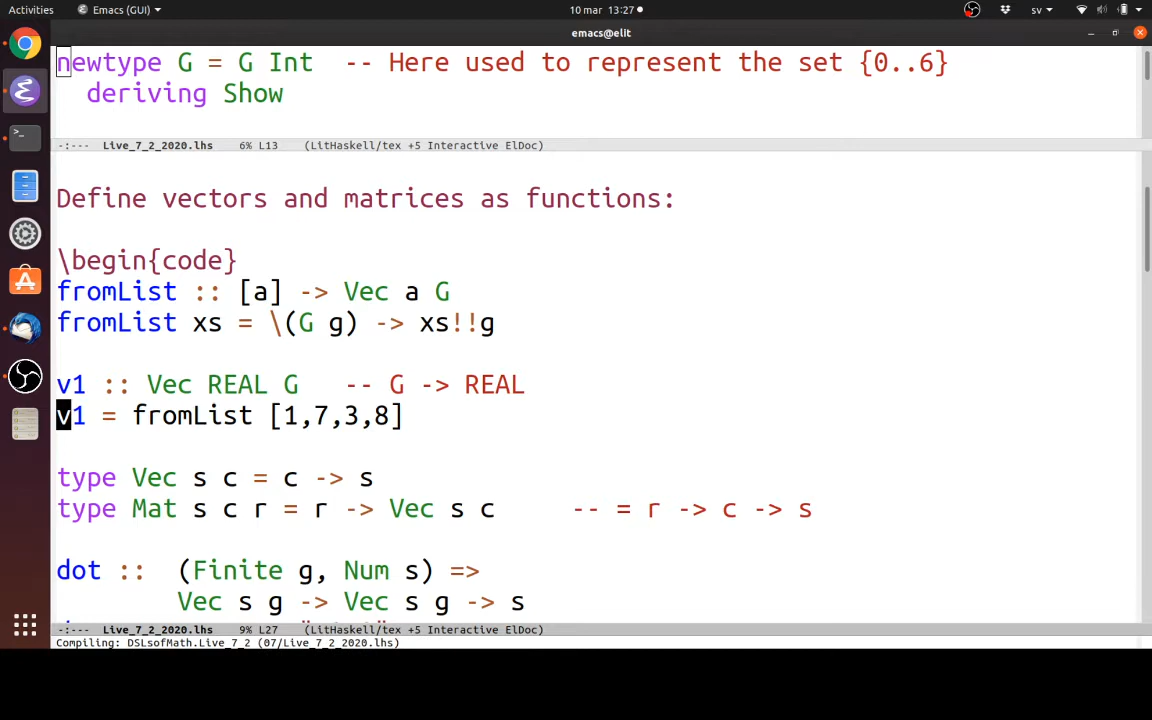 Activities
Emacs (GUI)
10 mar 13:27
sv
emacs@elit
newtype G = G Int  -- Here used to represent the set {0..6}
  deriving Show
-:---  Live_7_2_2020.lhs   6% L13   (LitHaskell/tex +5 Interactive ElDoc)
Define vectors and matrices as functions:
\begin{code}
fromList :: [a] -> Vec a G
fromList xs = \(G g) -> xs!!g
v1 :: Vec REAL G   -- G -> REAL
v1 = fromList [1,7,3,8]
type Vec s c = c -> s
type Mat s c r = r -> Vec s c     -- = r -> c -> s
dot ::  (Finite g, Num s) =>
        Vec s g -> Vec s g -> s
-:---  Live_7_2_2020.lhs   9% L27   (LitHaskell/tex +5 Interactive ElDoc)
Compiling: DSLsofMath.Live_7_2 (07/Live_7_2_2020.lhs)